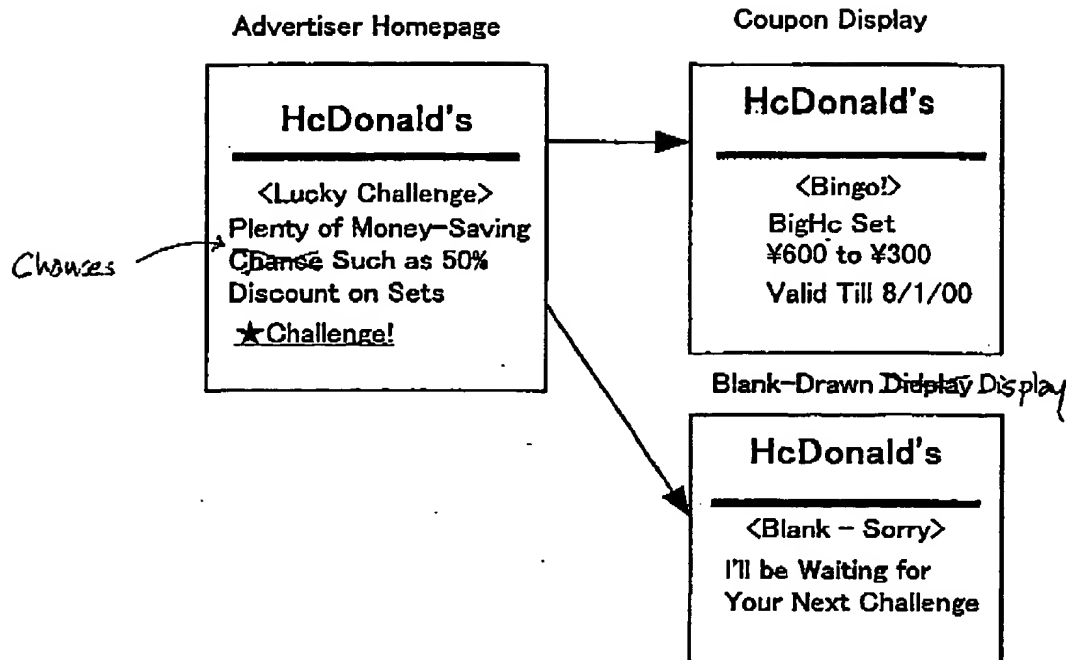 Advertiser Homepage
HcDonald's
<Lucky Challenge>
Plenty of Money-Saving
Chance Such as 50%
Discount on Sets
★Challenge!
Coupon Display
HcDonald's
<Bingo!>
BigHc Set
¥600 to ¥300
Valid Till 8/1/00
Blank-Drawn Didplay Display
HcDonald's
<Blank - Sorry>
I'll be Waiting for
Your Next Challenge